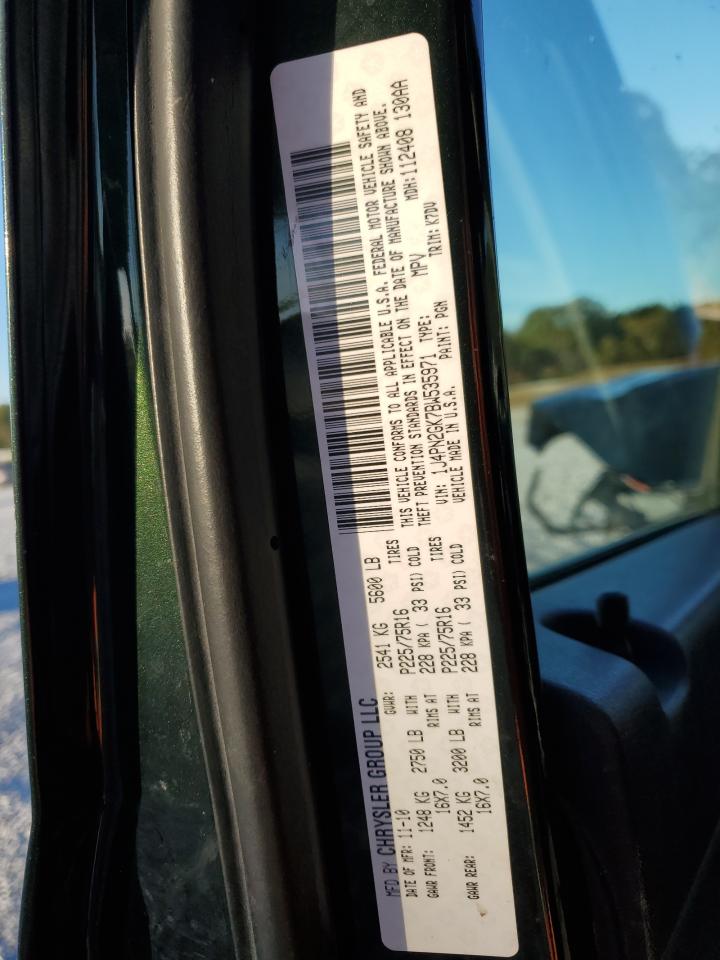 MFD BY CHRYSLER GROUP LLC
DATE OF MFR: 11-10 GVWR: 2541 KG 5600 LB
GAWR FRONT: WITH TIRES
1248 KG 2750 LB P225/75R16
RIMS AT
16X7.0 228 KPA ( 33 PSI) COLD
GAWR REAR: WITH TIRES
1452 KG 3200 LB P225/75R16
RIMS AT
16X7.0 228 KPA ( 33 PSI) COLD
THIS VEHICLE CONFORMS TO ALL APPLICABLE U.S.A. FEDERAL MOTOR VEHICLE SAFETY AND
THEFT PREVENTION STANDARDS IN EFFECT ON THE DATE OF MANUFACTURE SHOWN ABOVE.
MDH: 112408 130AA
VIN: 1J4PN2GK7BW535971 TYPE: MPV
VEHICLE MADE IN U.S.A. PAINT: PGN TRIM: K7DV